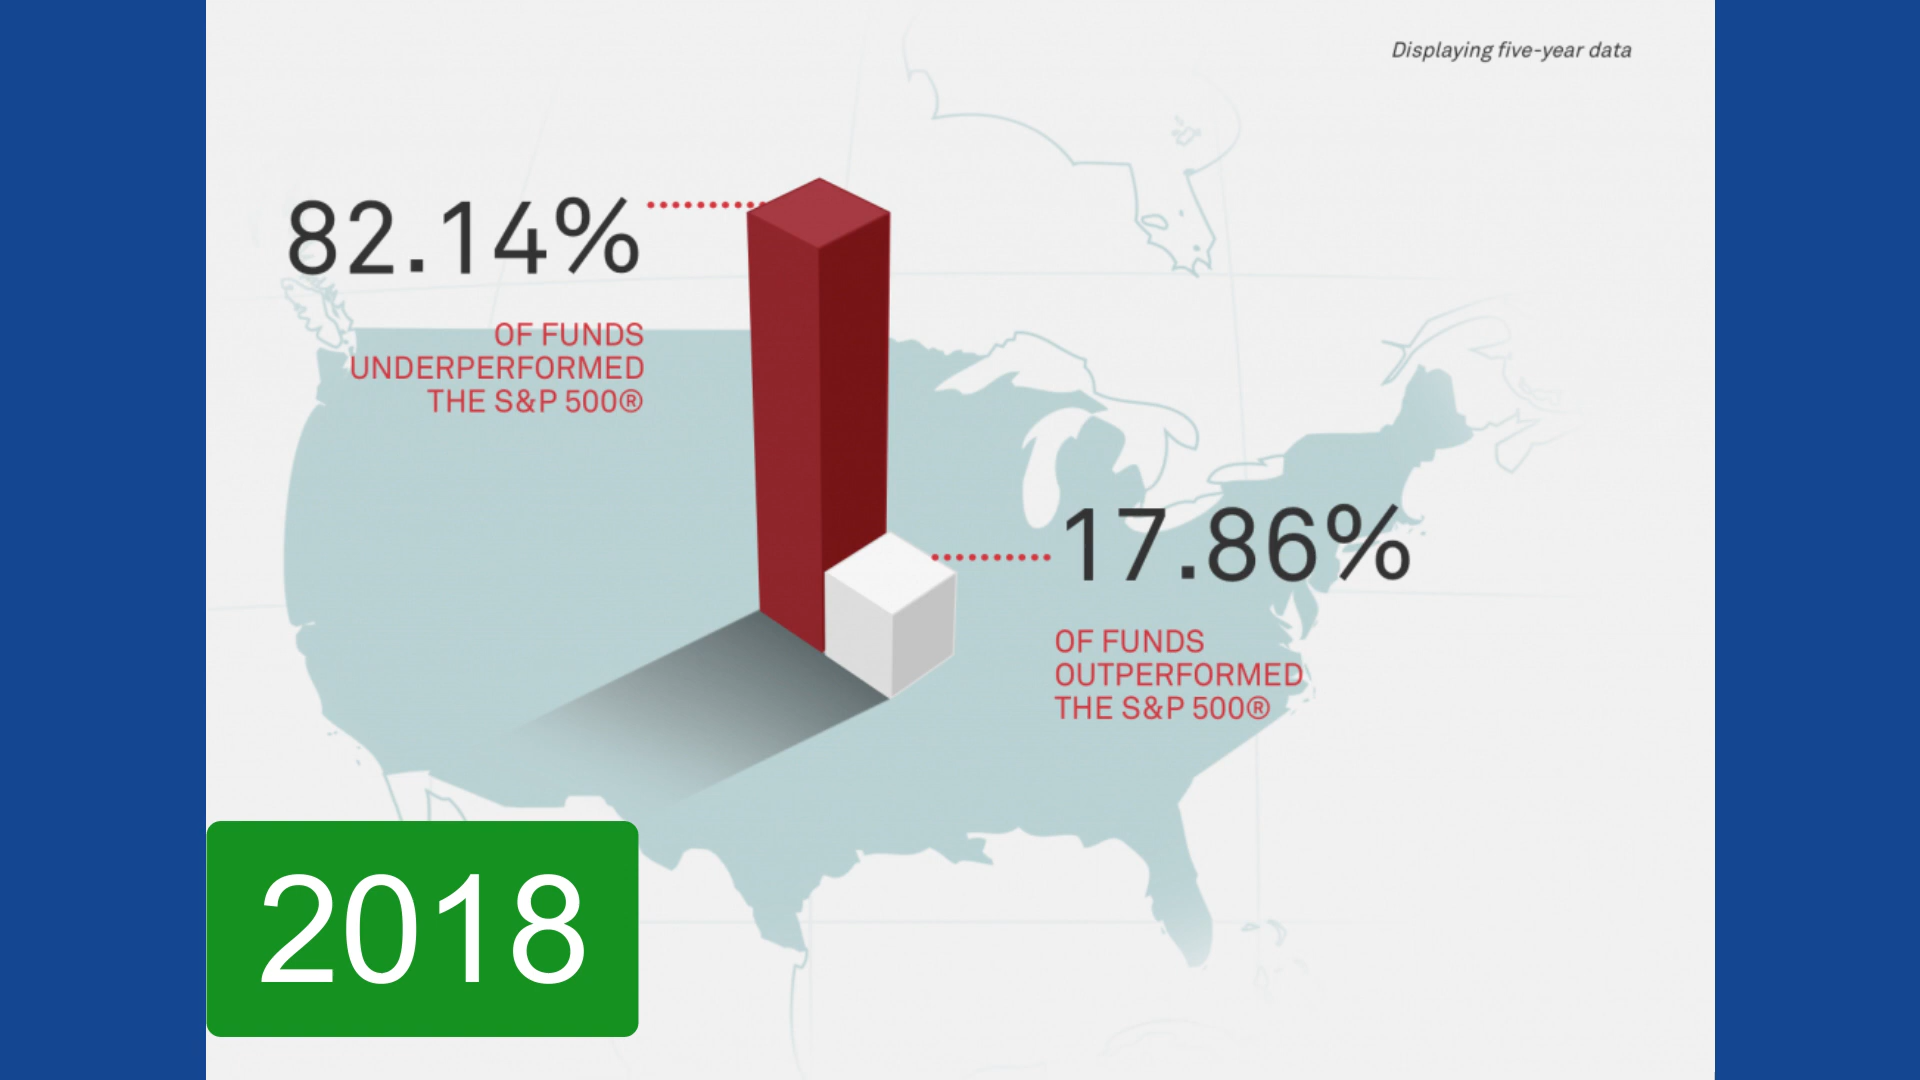 Displaying five-year data
82.14%
OF FUNDS
UNDERPERFORMED
THE S&P 500®
17.86%
OF FUNDS
OUTPERFORMED
THE S&P 500®
2018